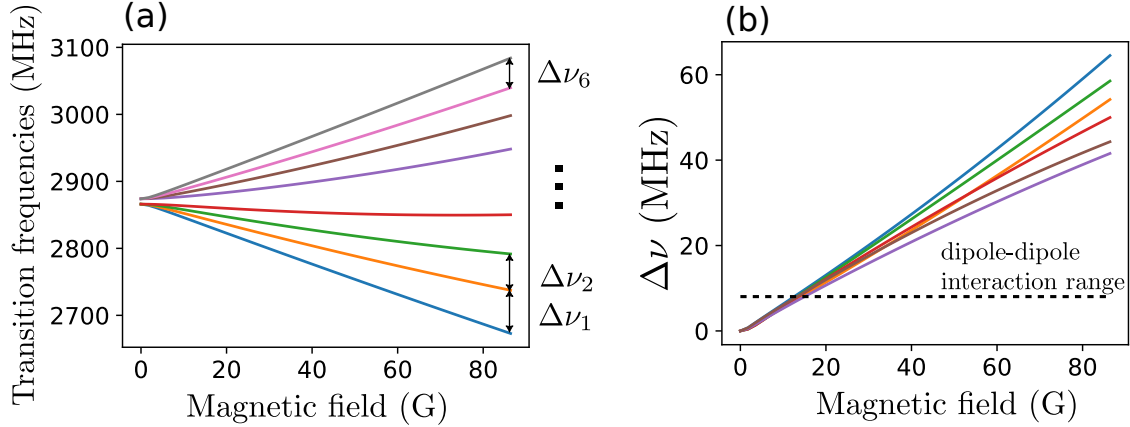 (a)
Transition frequencies (MHz)
3100
3000
2900
2800
2700
0
20
40
60
80
Magnetic field (G)
Δν₆
Δν₂
Δν₁
(b)
Δν (MHz)
60
40
20
0
dipole-dipole
interaction range
0
20
40
60
80
Magnetic field (G)